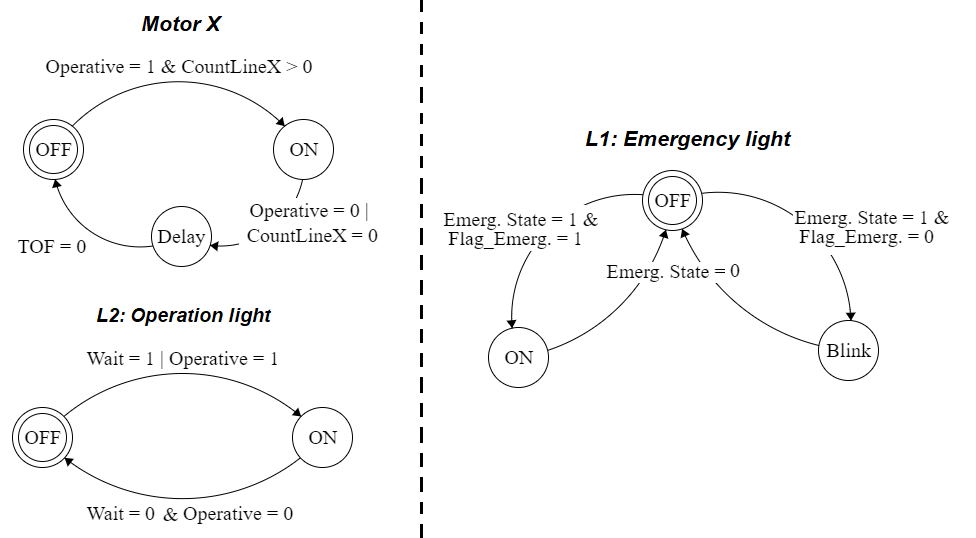 Motor X
Operative = 1 & CountLineX > 0
OFF
ON
Operative = 0 |
CountLineX = 0
Delay
TOF = 0
L2: Operation light
Wait = 1 | Operative = 1
OFF
ON
Wait = 0 & Operative = 0
L1: Emergency light
OFF
Emerg. State = 1 &
Flag_Emerg. = 1
Emerg. State = 1 &
Flag_Emerg. = 0
Emerg. State = 0
ON
Blink